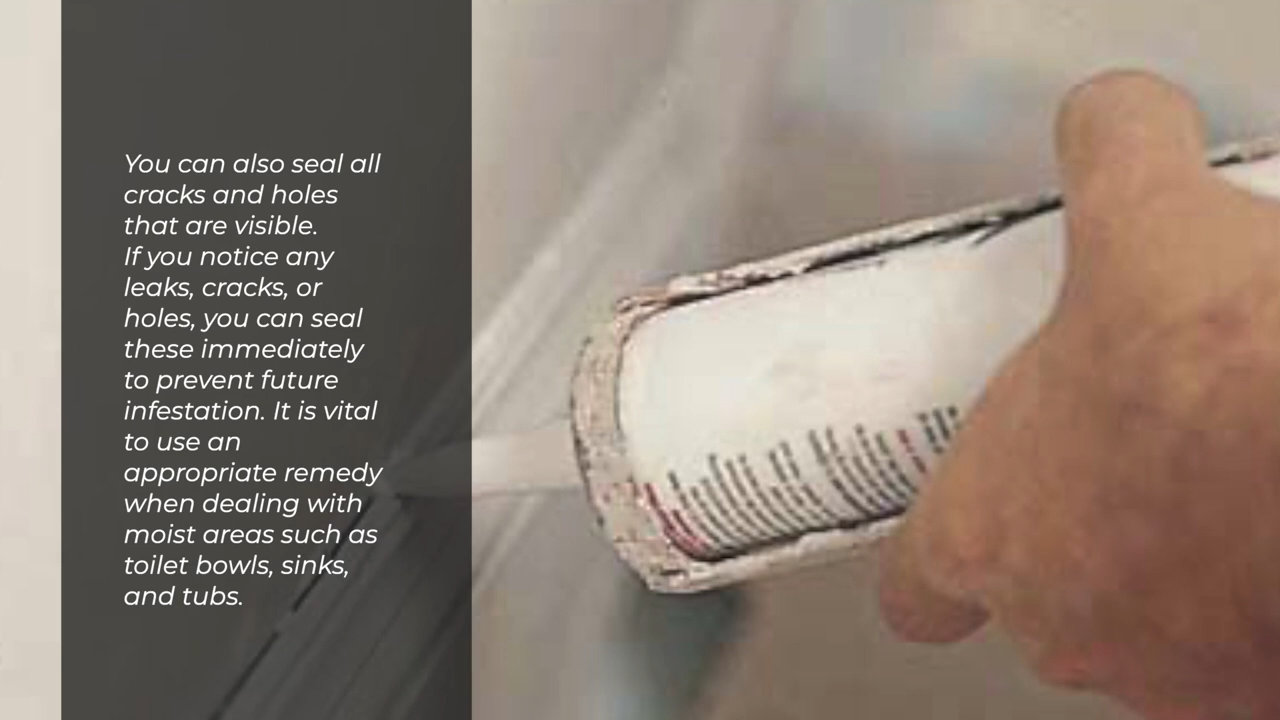 You can also seal all
cracks and holes
that are visible.
If you notice any
leaks, cracks, or
holes, you can seal
these immediately
to prevent future
infestation. It is vital
to use an
appropriate remedy
when dealing with
moist areas such as
toilet bowls, sinks,
and tubs.